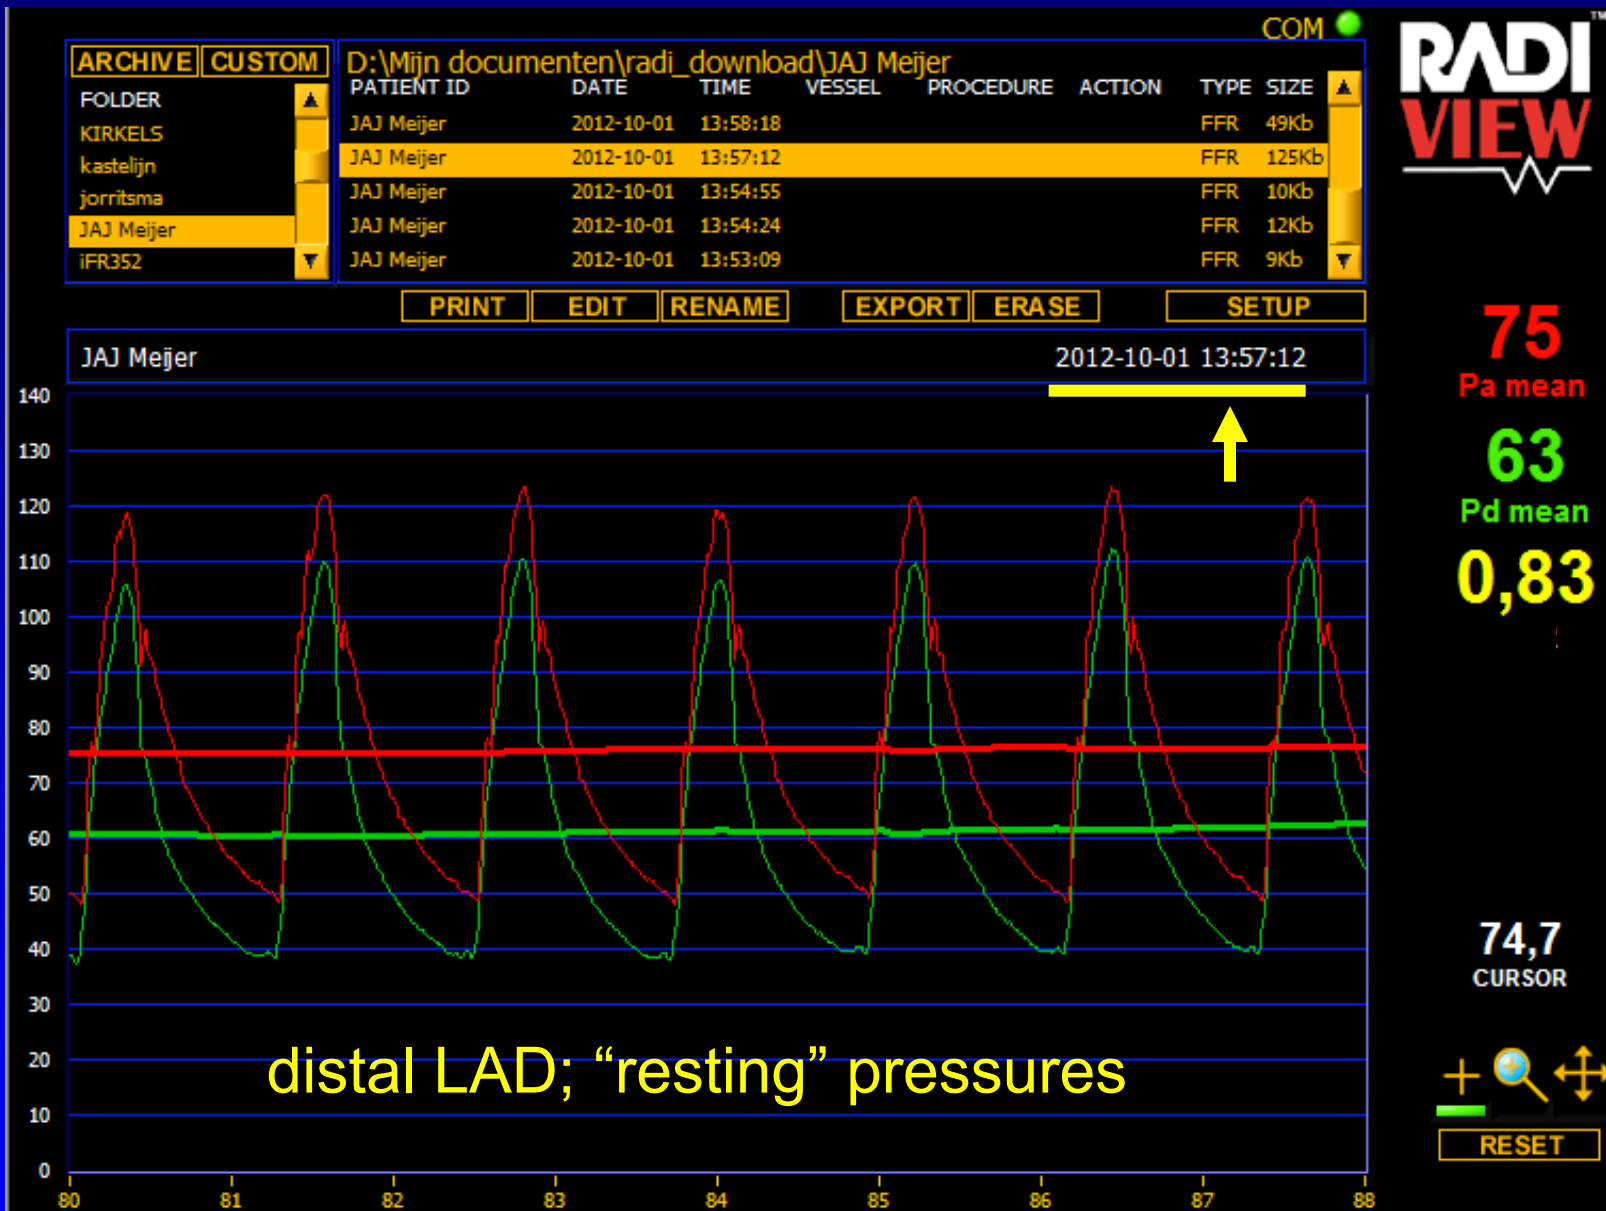 COM
RADI™
VIEW
ARCHIVE CUSTOM
D:\Mijn documenten\radi_download\JAJ Meijer
FOLDER
KIRKELS
kastelijn
jorritsma
JAJ Meijer
iFR352
PATIENT ID DATE TIME VESSEL PROCEDURE ACTION TYPE SIZE
JAJ Meijer 2012-10-01 13:58:18 FFR 49Kb
JAJ Meijer 2012-10-01 13:57:12 FFR 125Kb
JAJ Meijer 2012-10-01 13:54:55 FFR 10Kb
JAJ Meijer 2012-10-01 13:54:24 FFR 12Kb
JAJ Meijer 2012-10-01 13:53:09 FFR 9Kb
PRINT EDIT RENAME EXPORT ERASE SETUP
JAJ Meijer 2012-10-01 13:57:12
75
Pa mean
63
Pd mean
0,83
74,7
CURSOR
RESET
140
130
120
110
100
90
80
70
60
50
40
30
20
10
0
distal LAD; “resting” pressures
80 81 82 83 84 85 86 87 88